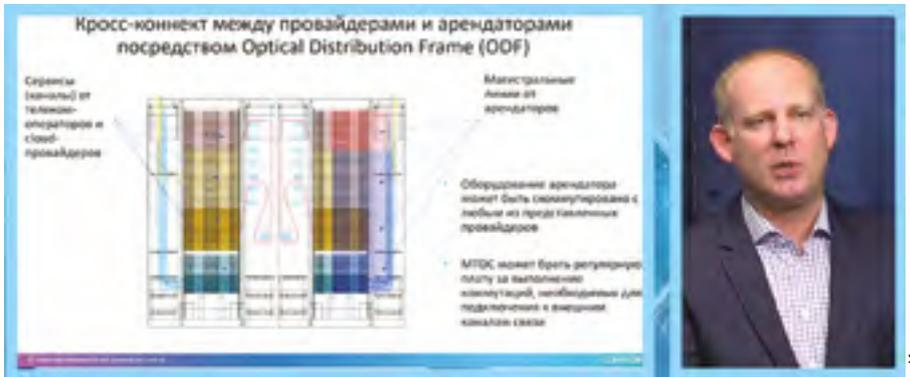 Кросс-коннект между провайдерами и арендаторами
посредством Optical Distribution Frame (ODF)
Сервисы
(каналы) от
телеком-
операторов и
cloud-
провайдеров
Магистральные
линии от
арендаторов
Оборудование арендатора
может быть скоммутировано с
любым из представленных
провайдеров
МТDC может брать регулярную
плату за выполнение
коммутаций, необходимых для
подключения к внешним
каналам связи